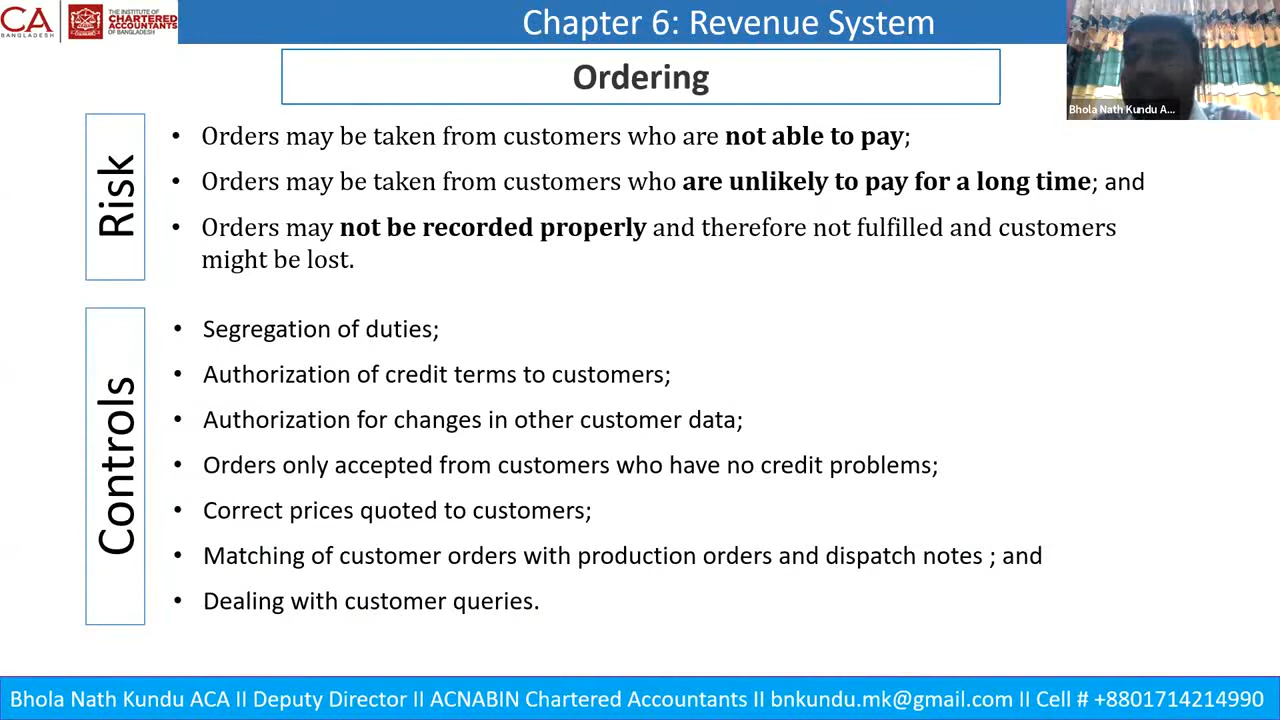 CA
BANGLADESH
THE INSTITUTE OF
CHARTERED
ACCOUNTANTS
OF BANGLADESH
Chapter 6: Revenue System
Bhola Nath Kundu A...
Ordering
Risk
• Orders may be taken from customers who are not able to pay;
• Orders may be taken from customers who are unlikely to pay for a long time; and
• Orders may not be recorded properly and therefore not fulfilled and customers
might be lost.
Controls
• Segregation of duties;
• Authorization of credit terms to customers;
• Authorization for changes in other customer data;
• Orders only accepted from customers who have no credit problems;
• Correct prices quoted to customers;
• Matching of customer orders with production orders and dispatch notes ; and
• Dealing with customer queries.
Bhola Nath Kundu ACA II Deputy Director II ACNABIN Chartered Accountants II bnkundu.mk@gmail.com II Cell # +8801714214990